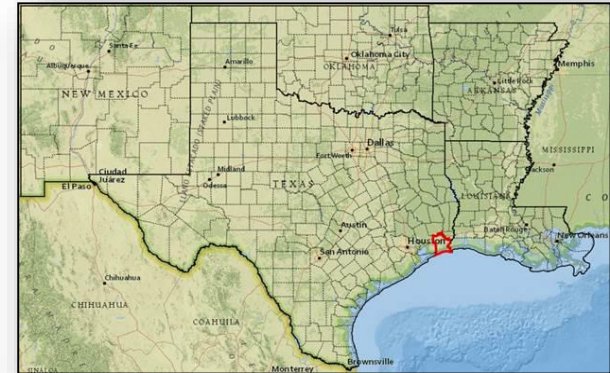 Tulsa
Santa Fe
Albuquerque
Amarillo
Oklahoma City
OKLAHOMA
Memphis
Little Rock
ARKANSAS
Mississippi
NEW MEXICO
LLANO ESTACADO (STAKED PLAIN)
Lubbock
MISSISSIPPI
Dallas
Fort Worth
Jackson
Ciudad
Juárez
El Paso
Midland
Odessa
TEXAS
LOUISIANA
Austin
Baton Rouge
New Orleans
Houston
San Antonio
Chihuahua
CHIHUAHUA
COAHUILA
SINALOA
Monterrey
Brownsville